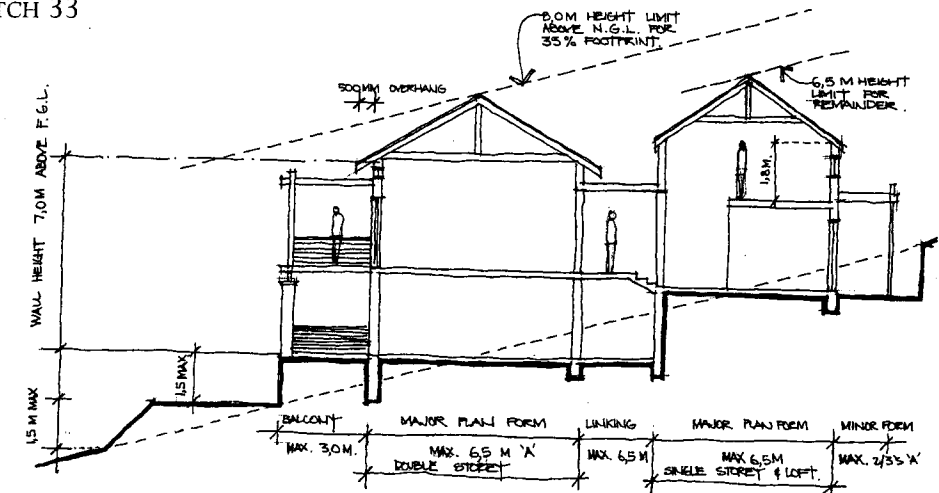 TCH 33
8,0M HEIGHT LIMIT
ABOVE N.G.L. FOR
35% FOOTPRINT.
500MM OVERHANG
6,5 M HEIGHT
LIMIT FOR
REMAINDER.
WALL HEIGHT 7,0M ABOVE F.G.L.
1,8M.
1,5 MAX
1,5 M MAX
BALCONY
MAJOR PLAN FORM
LINKING
MAJOR PLAN FORM
MINOR FORM
MAX. 3,0M.
MAX. 6,5 M 'A'
MAX. 6,5 M
MAX 6,5M
MAX. 2/3'S 'A'
DOUBLE STOREY
SINGLE STOREY & LOFT.